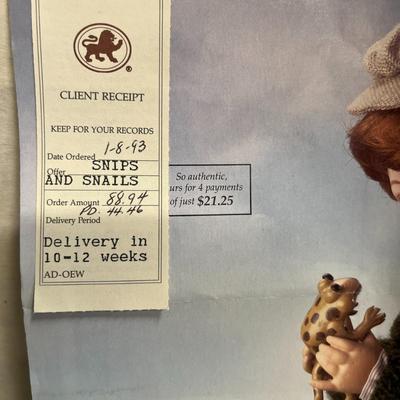 ®
CLIENT RECEIPT
KEEP FOR YOUR RECORDS
Date Ordered 1-8-93
Offer SNIPS
AND SNAILS
Order Amount 88.94
PD. 44.46
Delivery Period
Delivery in
10-12 weeks
AD-OEW
So authentic,
urs for 4 payments
of just $21.25